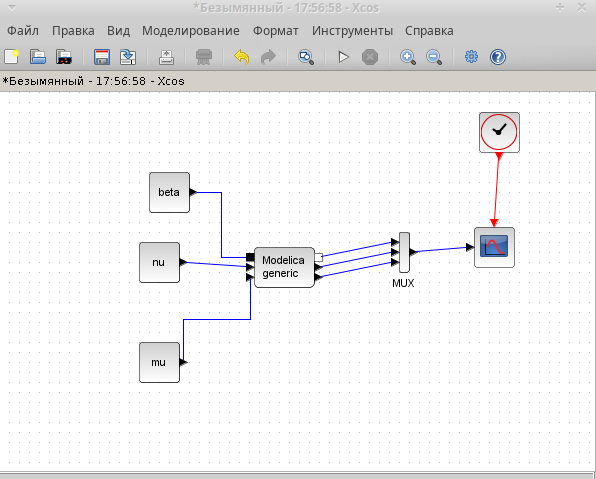 *Безымянный - 17:56:58 - Xcos
Файл Правка Вид Моделирование Формат Инструменты Справка
*Безымянный - 17:56:58 - Xcos
beta
nu
Modelica
generic
MUX
mu